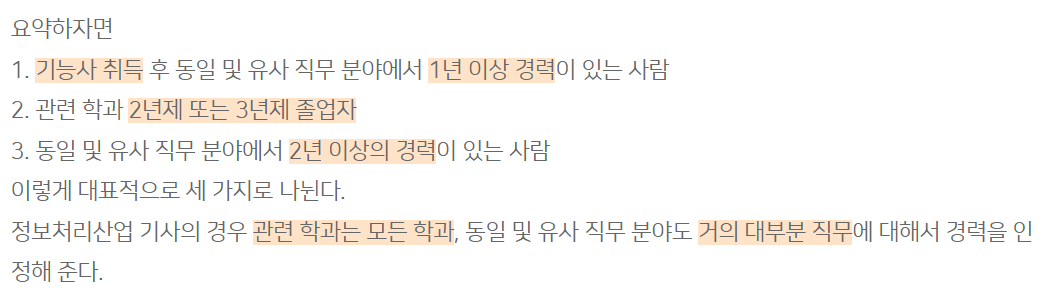 요약하자면
1. 기능사 취득 후 동일 및 유사 직무 분야에서 1년 이상 경력이 있는 사람
2. 관련 학과 2년제 또는 3년제 졸업자
3. 동일 및 유사 직무 분야에서 2년 이상의 경력이 있는 사람
이렇게 대표적으로 세 가지로 나뉜다.
정보처리산업 기사의 경우 관련 학과는 모든 학과, 동일 및 유사 직무 분야도 거의 대부분 직무에 대해서 경력을 인
정해 준다.